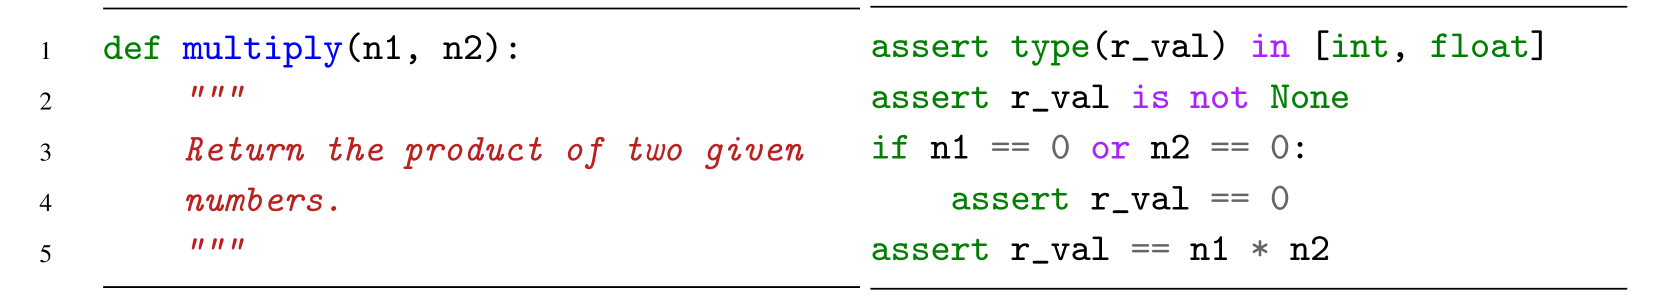 1 def multiply(n1, n2):
2 """
3 Return the product of two given
4 numbers.
5 """
assert type(r_val) in [int, float]
assert r_val is not None
if n1 == 0 or n2 == 0:
    assert r_val == 0
assert r_val == n1 * n2